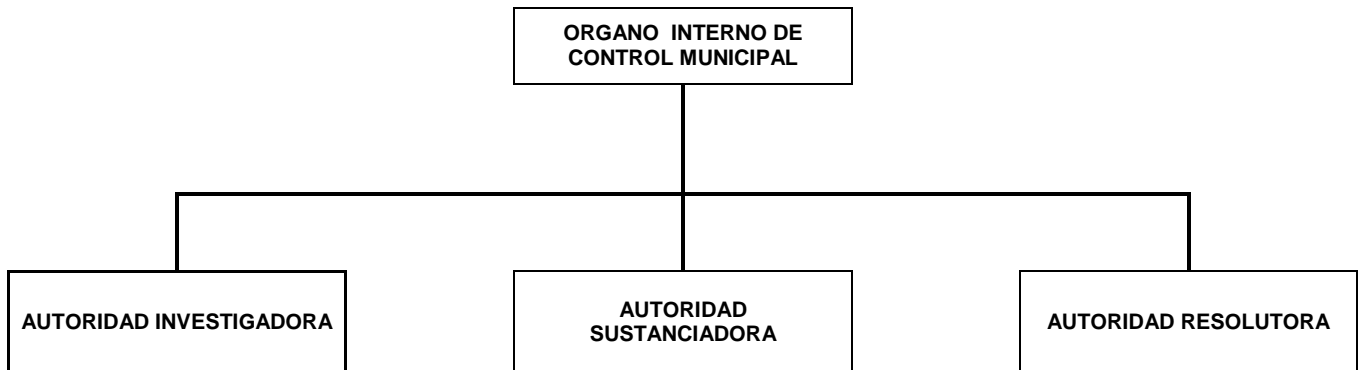 ORGANO INTERNO DE
CONTROL MUNICIPAL
AUTORIDAD INVESTIGADORA
AUTORIDAD
SUSTANCIADORA
AUTORIDAD RESOLUTORA